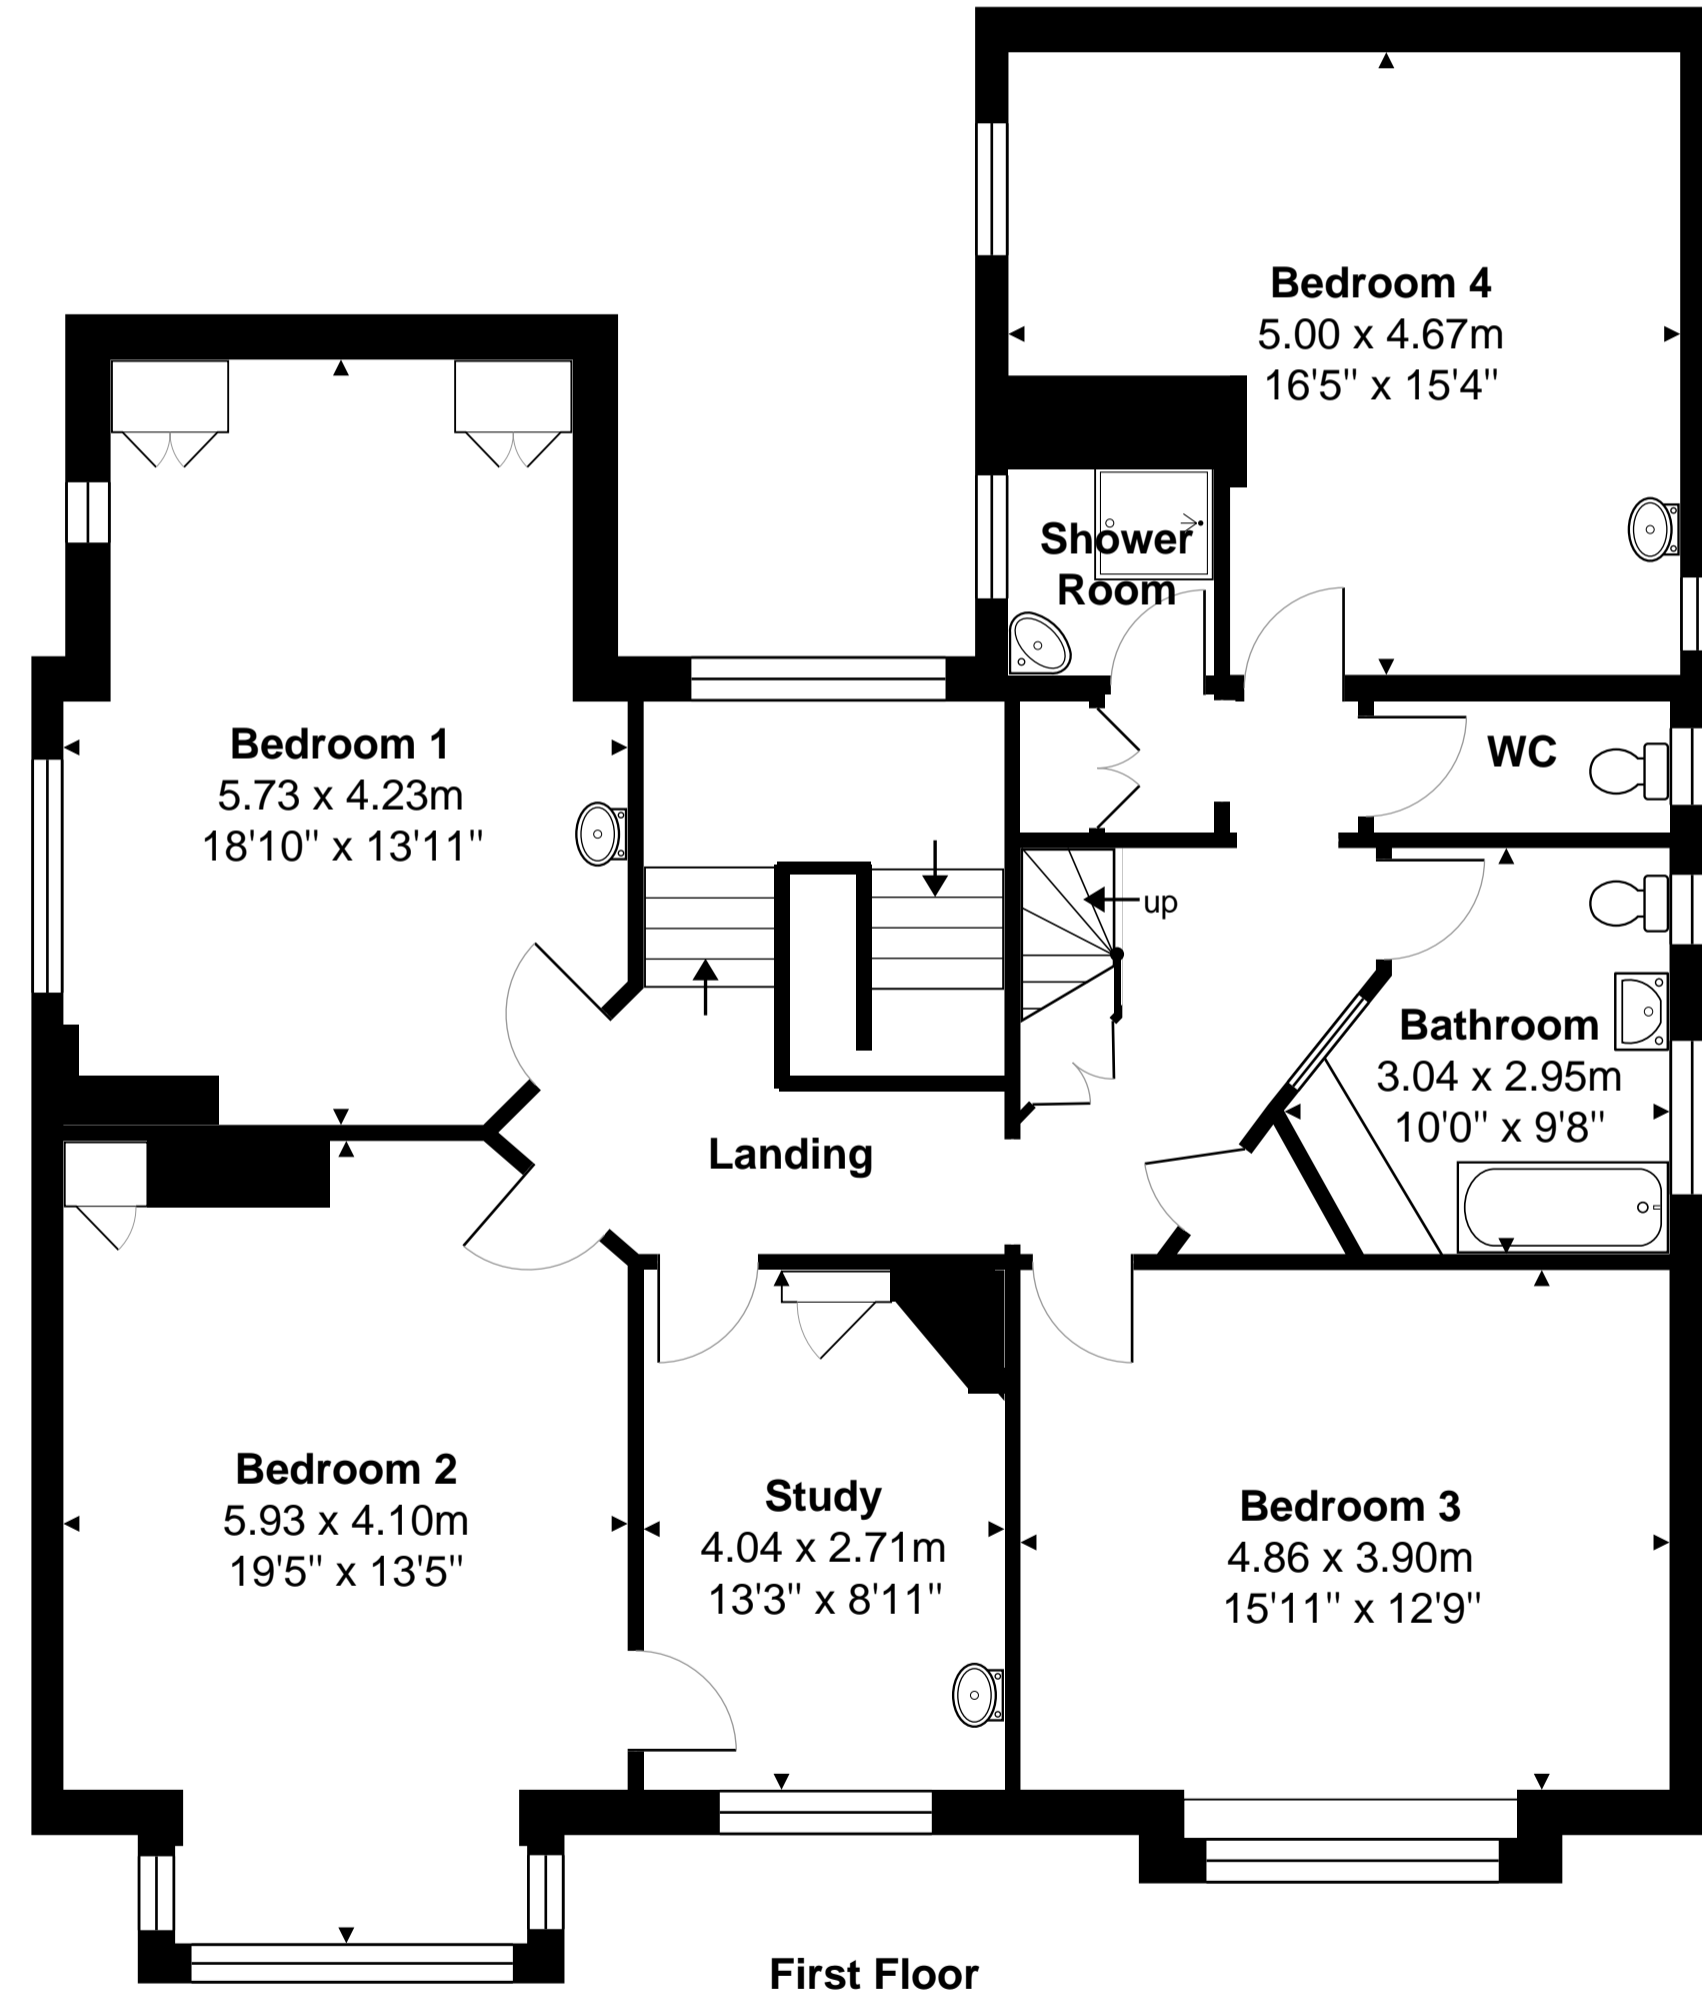 Bedroom 4
5.00 x 4.67m
16'5" x 15'4"
Shower
Room
Bedroom 1
5.73 x 4.23m
18'10" x 13'11"
WC
up
Bathroom
3.04 x 2.95m
10'0" x 9'8"
Landing
Bedroom 2
5.93 x 4.10m
19'5" x 13'5"
Study
4.04 x 2.71m
13'3" x 8'11"
Bedroom 3
4.86 x 3.90m
15'11" x 12'9"
First Floor